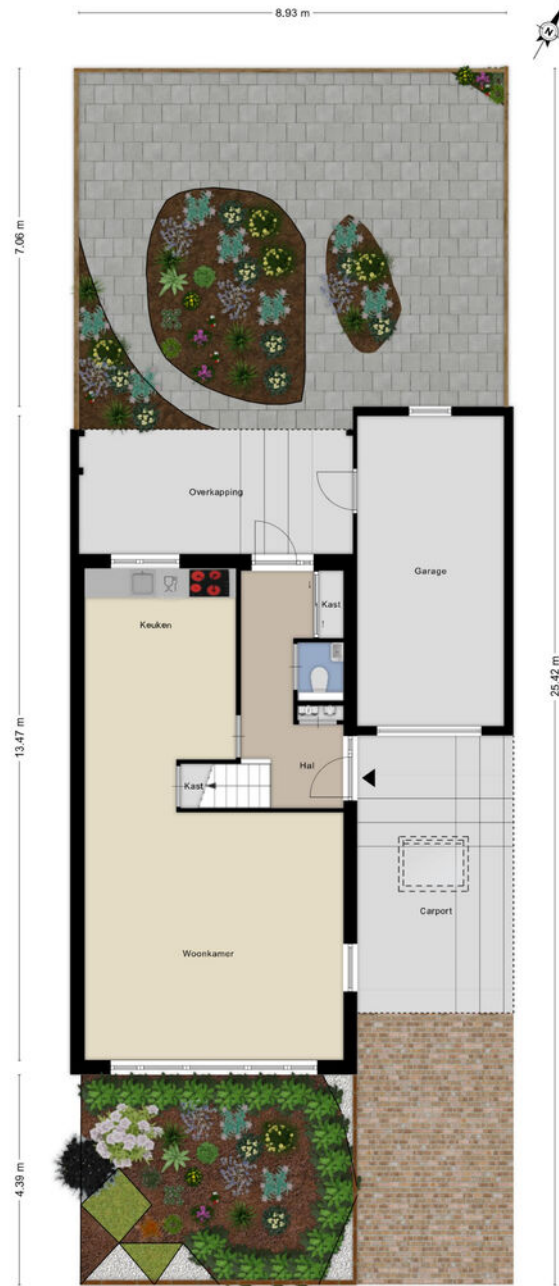 8.93 m
N
7.06 m
Overkapping
Garage
Kast
Keuken
25.42 m
13.47 m
Hal
Kast
Carport
Woonkamer
4.39 m